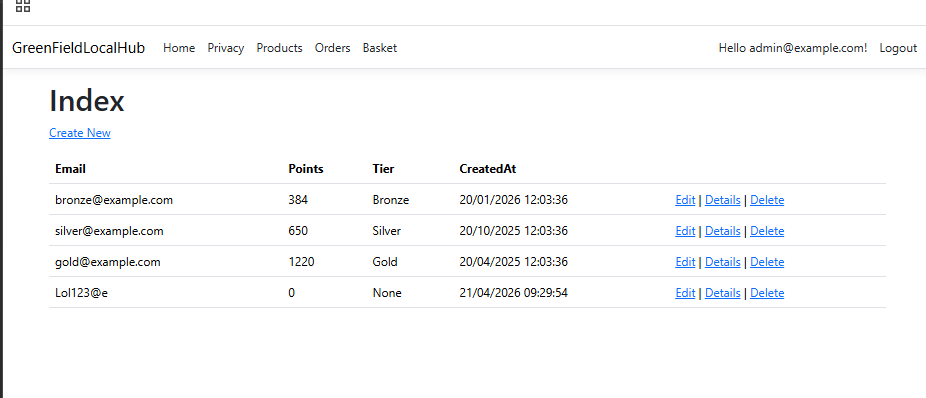 GreenFieldLocalHub Home Privacy Products Orders Basket Hello admin@example.com! Logout
Index
Create New
Email Points Tier CreatedAt
bronze@example.com 384 Bronze 20/01/2026 12:03:36 Edit | Details | Delete
silver@example.com 650 Silver 20/10/2025 12:03:36 Edit | Details | Delete
gold@example.com 1220 Gold 20/04/2025 12:03:36 Edit | Details | Delete
Lol123@e 0 None 21/04/2026 09:29:54 Edit | Details | Delete